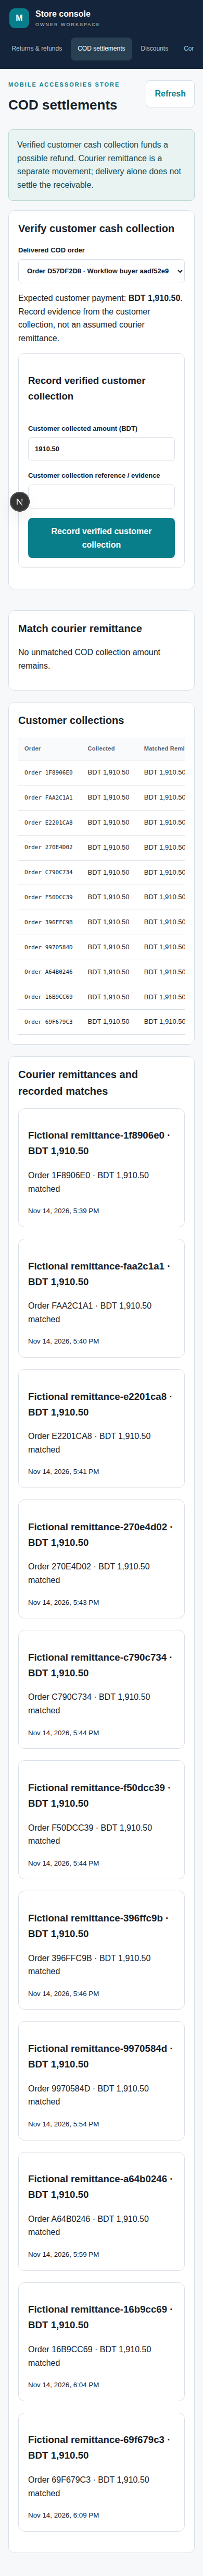 M
Store console
OWNER WORKSPACE
Returns & refunds
COD settlements
Discounts
Cor
MOBILE ACCESSORIES STORE
COD settlements
Refresh
Verified customer cash collection funds a
possible refund. Courier remittance is a
separate movement; delivery alone does not
settle the receivable.
Verify customer cash collection
Delivered COD order
Order D57DF2D8 · Workflow buyer aadf52e9
Expected customer payment: BDT 1,910.50.
Record evidence from the customer
collection, not an assumed courier
remittance.
Record verified customer
collection
Customer collected amount (BDT)
1910.50
Customer collection reference / evidence
N
Record verified customer
collection
Match courier remittance
No unmatched COD collection amount
remains.
Customer collections
Order Collected Matched Remi
Order 1F8906E0 BDT 1,910.50 BDT 1,910.50
Order FAA2C1A1 BDT 1,910.50 BDT 1,910.50
Order E2201CA8 BDT 1,910.50 BDT 1,910.50
Order 270E4D02 BDT 1,910.50 BDT 1,910.50
Order C790C734 BDT 1,910.50 BDT 1,910.50
Order F50DCC39 BDT 1,910.50 BDT 1,910.50
Order 396FFC9B BDT 1,910.50 BDT 1,910.50
Order 9970584D BDT 1,910.50 BDT 1,910.50
Order A64B0246 BDT 1,910.50 BDT 1,910.50
Order 16B9CC69 BDT 1,910.50 BDT 1,910.50
Order 69F679C3 BDT 1,910.50 BDT 1,910.50
Courier remittances and
recorded matches
Fictional remittance-1f8906e0 ·
BDT 1,910.50
Order 1F8906E0 · BDT 1,910.50
matched
Nov 14, 2026, 5:39 PM
Fictional remittance-faa2c1a1 ·
BDT 1,910.50
Order FAA2C1A1 · BDT 1,910.50
matched
Nov 14, 2026, 5:40 PM
Fictional remittance-e2201ca8 ·
BDT 1,910.50
Order E2201CA8 · BDT 1,910.50
matched
Nov 14, 2026, 5:41 PM
Fictional remittance-270e4d02 ·
BDT 1,910.50
Order 270E4D02 · BDT 1,910.50
matched
Nov 14, 2026, 5:43 PM
Fictional remittance-c790c734 ·
BDT 1,910.50
Order C790C734 · BDT 1,910.50
matched
Nov 14, 2026, 5:44 PM
Fictional remittance-f50dcc39 ·
BDT 1,910.50
Order F50DCC39 · BDT 1,910.50
matched
Nov 14, 2026, 5:44 PM
Fictional remittance-396ffc9b ·
BDT 1,910.50
Order 396FFC9B · BDT 1,910.50
matched
Nov 14, 2026, 5:46 PM
Fictional remittance-9970584d ·
BDT 1,910.50
Order 9970584D · BDT 1,910.50
matched
Nov 14, 2026, 5:54 PM
Fictional remittance-a64b0246 ·
BDT 1,910.50
Order A64B0246 · BDT 1,910.50
matched
Nov 14, 2026, 5:59 PM
Fictional remittance-16b9cc69 ·
BDT 1,910.50
Order 16B9CC69 · BDT 1,910.50
matched
Nov 14, 2026, 6:04 PM
Fictional remittance-69f679c3 ·
BDT 1,910.50
Order 69F679C3 · BDT 1,910.50
matched
Nov 14, 2026, 6:09 PM